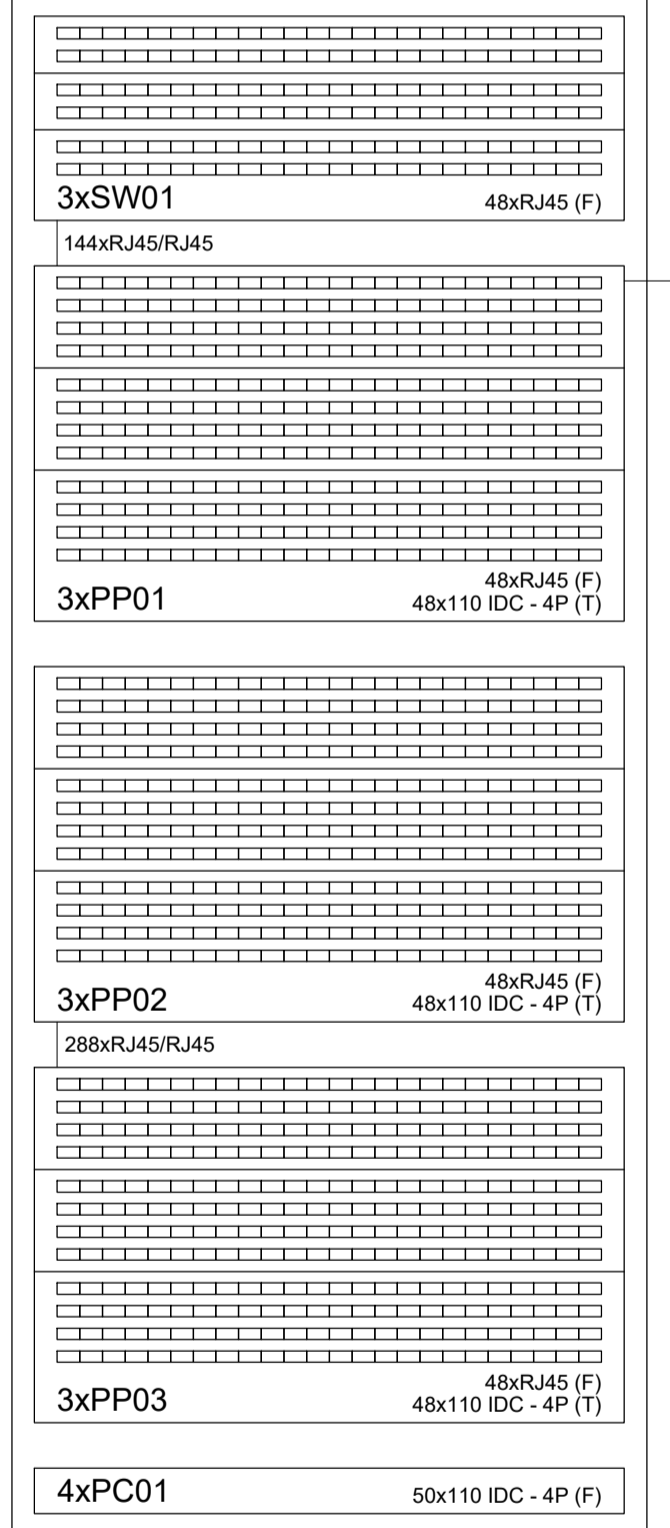 3xSW01 48xRJ45 (F)
144xRJ45/RJ45
48xRJ45 (F)
3xPP01 48x110 IDC - 4P (T)
48xRJ45 (F)
3xPP02 48x110 IDC - 4P (T)
288xRJ45/RJ45
48xRJ45 (F)
3xPP03 48x110 IDC - 4P (T)
4xPC01 50x110 IDC - 4P (F)